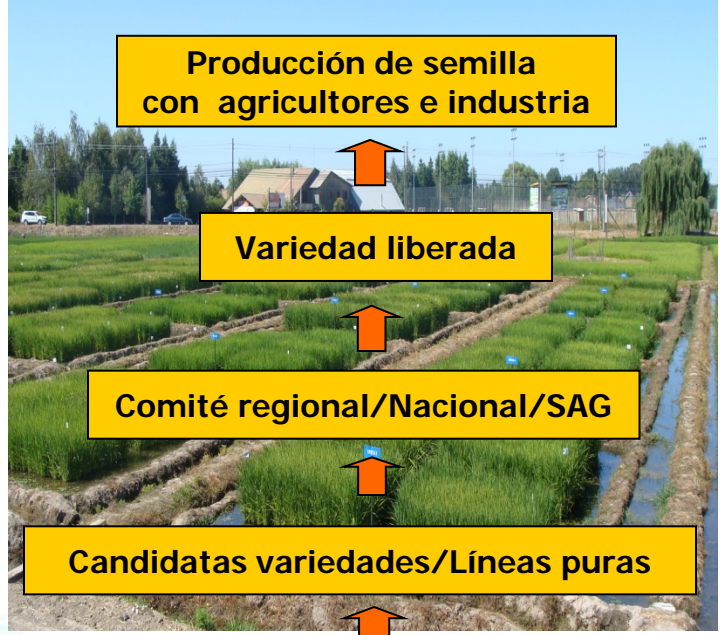 Producción de semilla
con agricultores e industria
Variedad liberada
Comité regional/Nacional/SAG
Candidatas variedades/Líneas puras